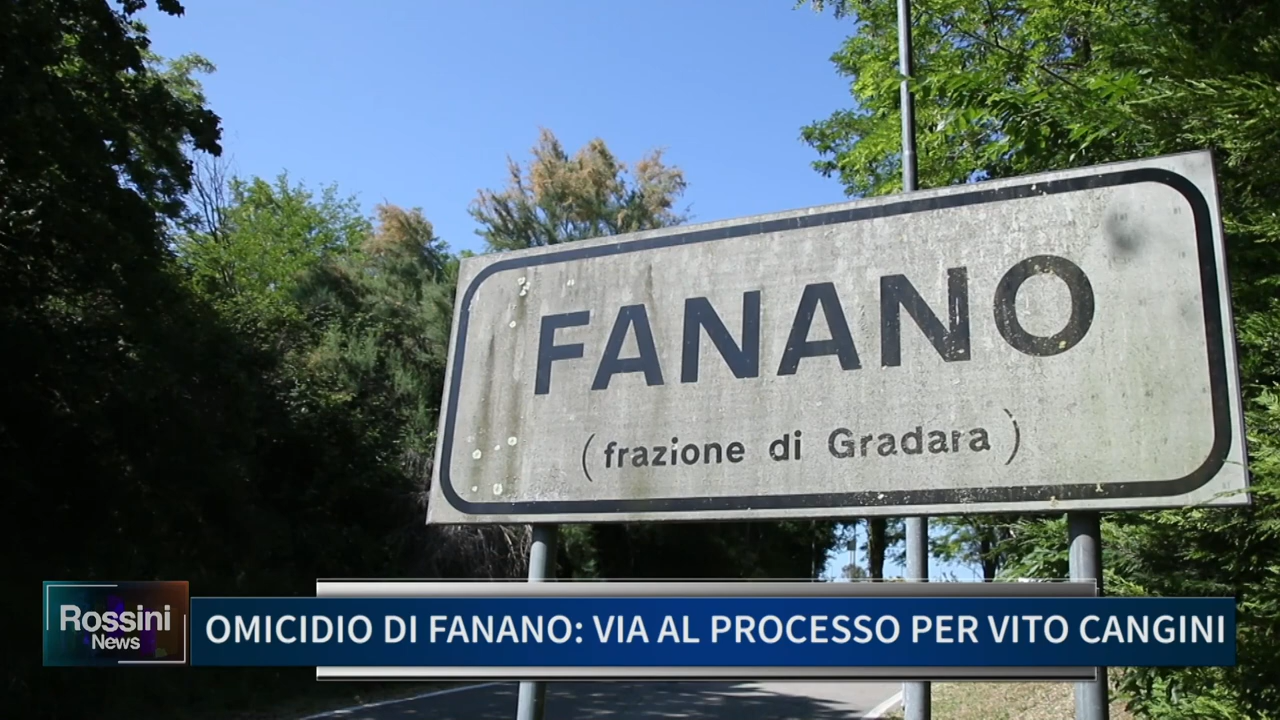 FANANO
(frazione di Gradara)
Rossini
News
OMICIDIO DI FANANO: VIA AL PROCESSO PER VITO CANGINI